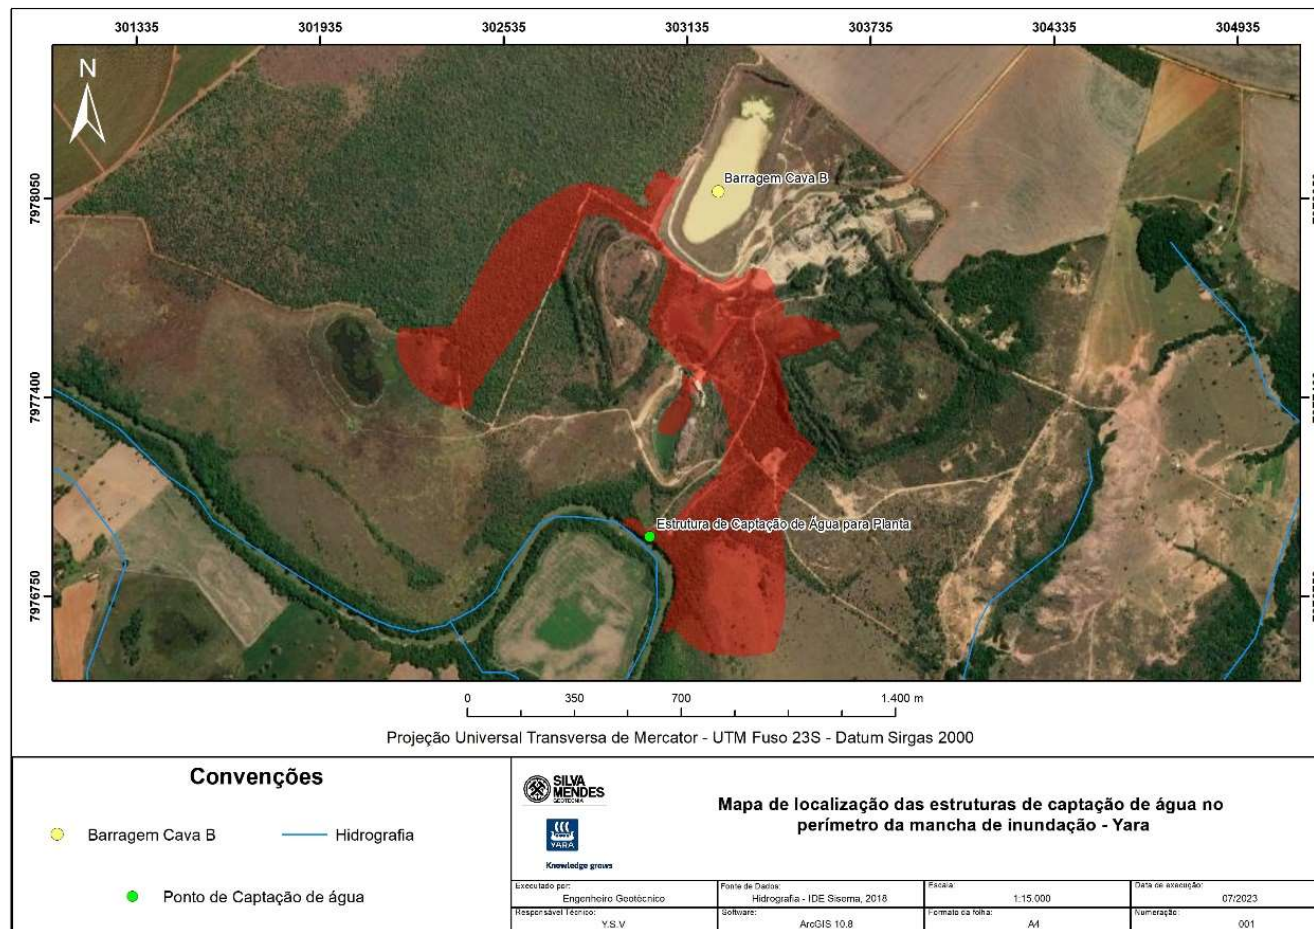 301335 301935 302535 303135 303735 304335 304935
N
7978050
Barragem Cava B
7977400
Estrutura de Captação de Água para Planta
7976750
0 350 700 1.400 m
Projeção Universal Transversa de Mercator - UTM Fuso 23S - Datum Sirgas 2000
Convenções
Barragem Cava B
Hidrografia
Ponto de Captação de água
SILVA
MENDES
GEOTECNIA
YARA
Knowledge grows
Mapa de localização das estruturas de captação de água no
perímetro da mancha de inundação - Yara
Executado por:
Engenheiro Geotécnico
Fonte de Dados:
Hidrografia - IDE Sisema, 2018
Escala:
1:15.000
Data de execução:
07/2023
Responsável Técnico:
Y.S.V
Software:
ArcGIS 10.8
Formato da folha:
A4
Numeração:
001